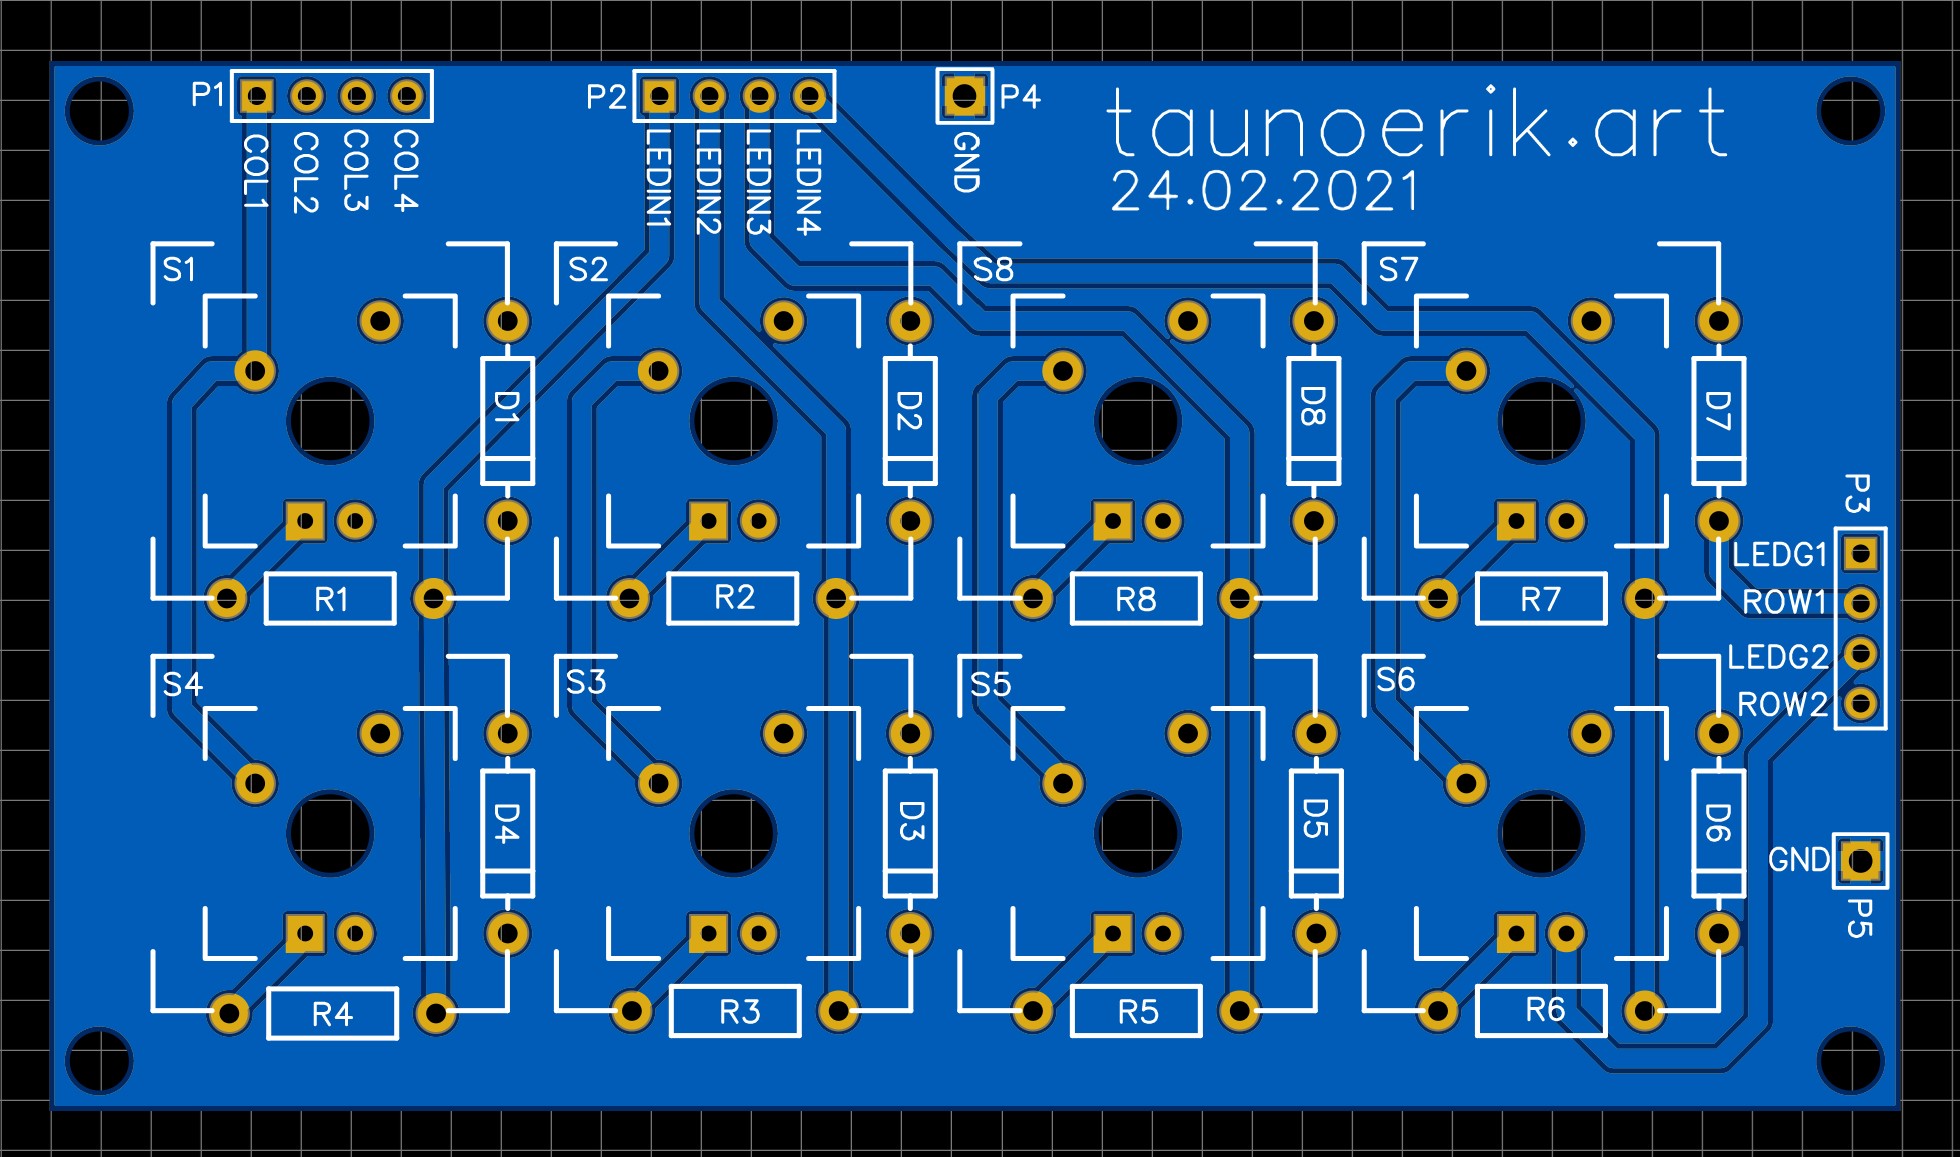 P1
COL1
COL2
COL3
COL4
P2
LEDIN1
LEDIN2
LEDIN3
LEDIN4
P4
GND
taunoerik.art
24.02.2021
S1
S2
S8
S7
D1
D2
D8
D7
P3
LEDG1
ROW1
LEDG2
ROW2
R1
R2
R8
R7
S4
S3
S5
S6
D4
D3
D5
D6
GND
P5
R4
R3
R5
R6